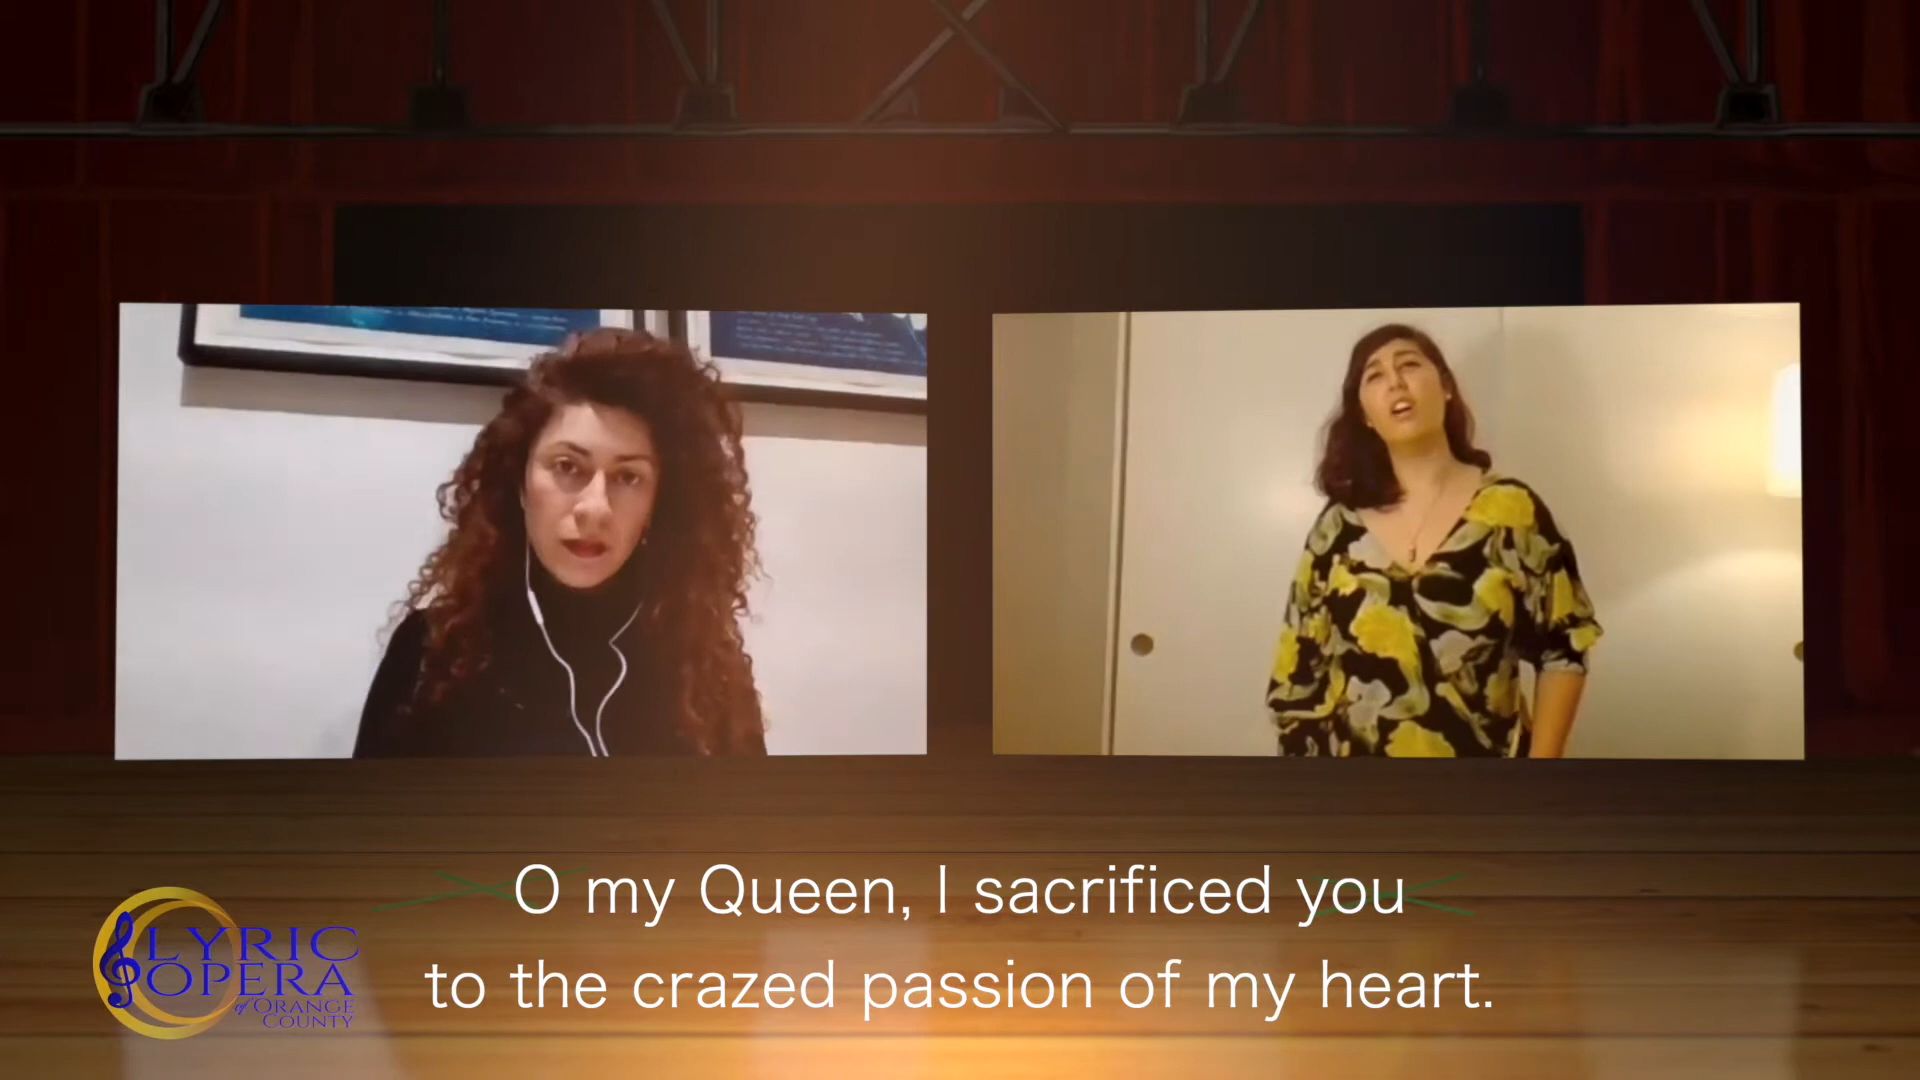 O my Queen, I sacrificed you
to the crazed passion of my heart.
LYRIC
OPERA
of ORANGE
COUNTY